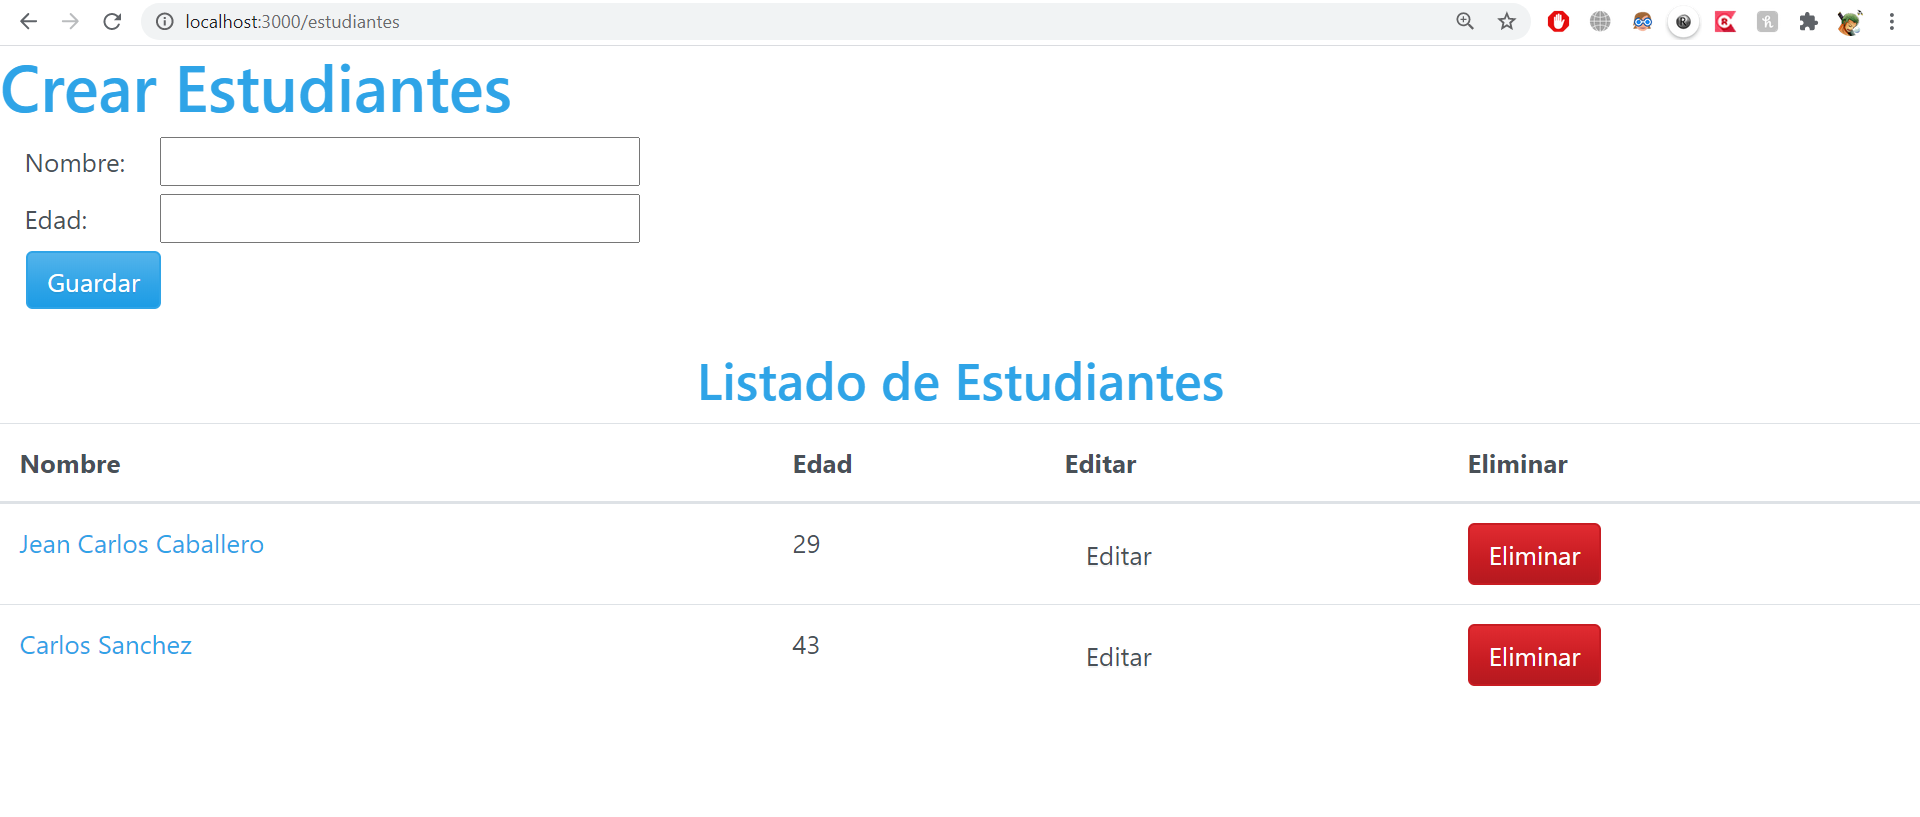 localhost:3000/estudiantes
Crear Estudiantes
Nombre:
Edad:
Guardar
Listado de Estudiantes
Nombre Edad Editar Eliminar
Jean Carlos Caballero 29 Editar Eliminar
Carlos Sanchez 43 Editar Eliminar